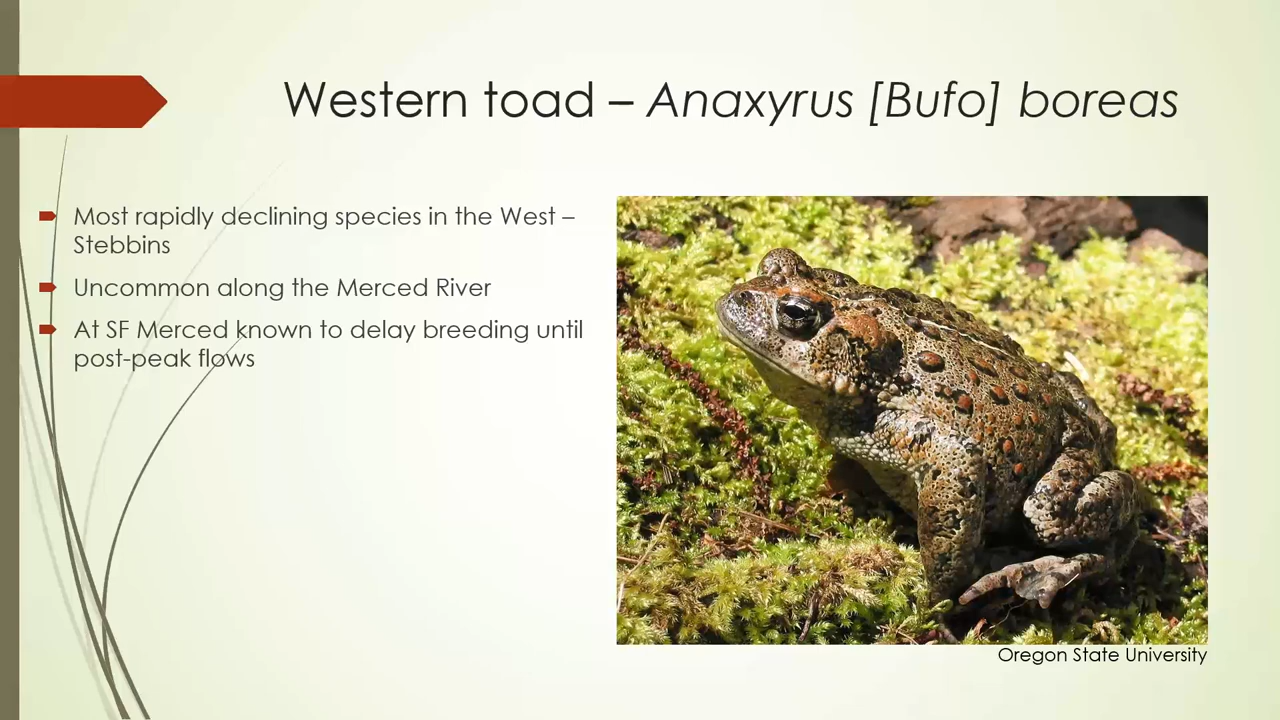 Western toad – Anaxyrus [Bufo] boreas
Most rapidly declining species in the West –
Stebbins
Uncommon along the Merced River
At SF Merced known to delay breeding until
post-peak flows
Oregon State University